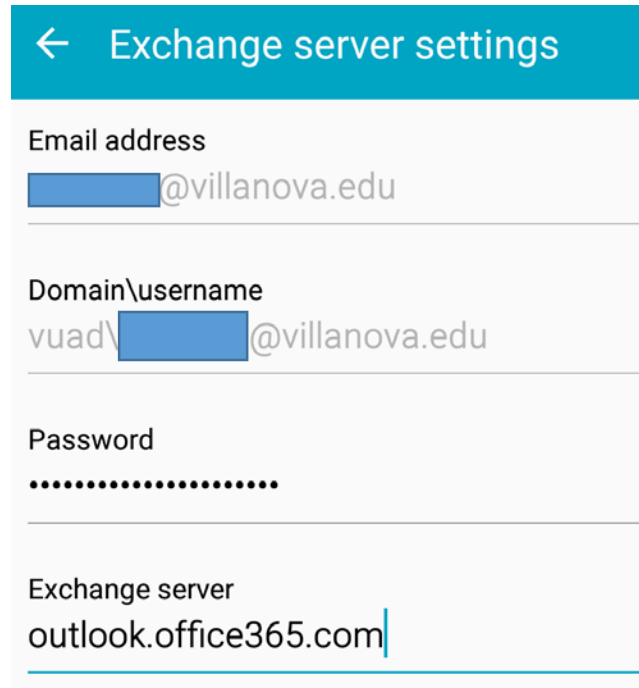 Exchange server settings
Email address
@villanova.edu
Domain\username
vuad\ @villanova.edu
Password
••••••••••••••••••••••
Exchange server
outlook.office365.com